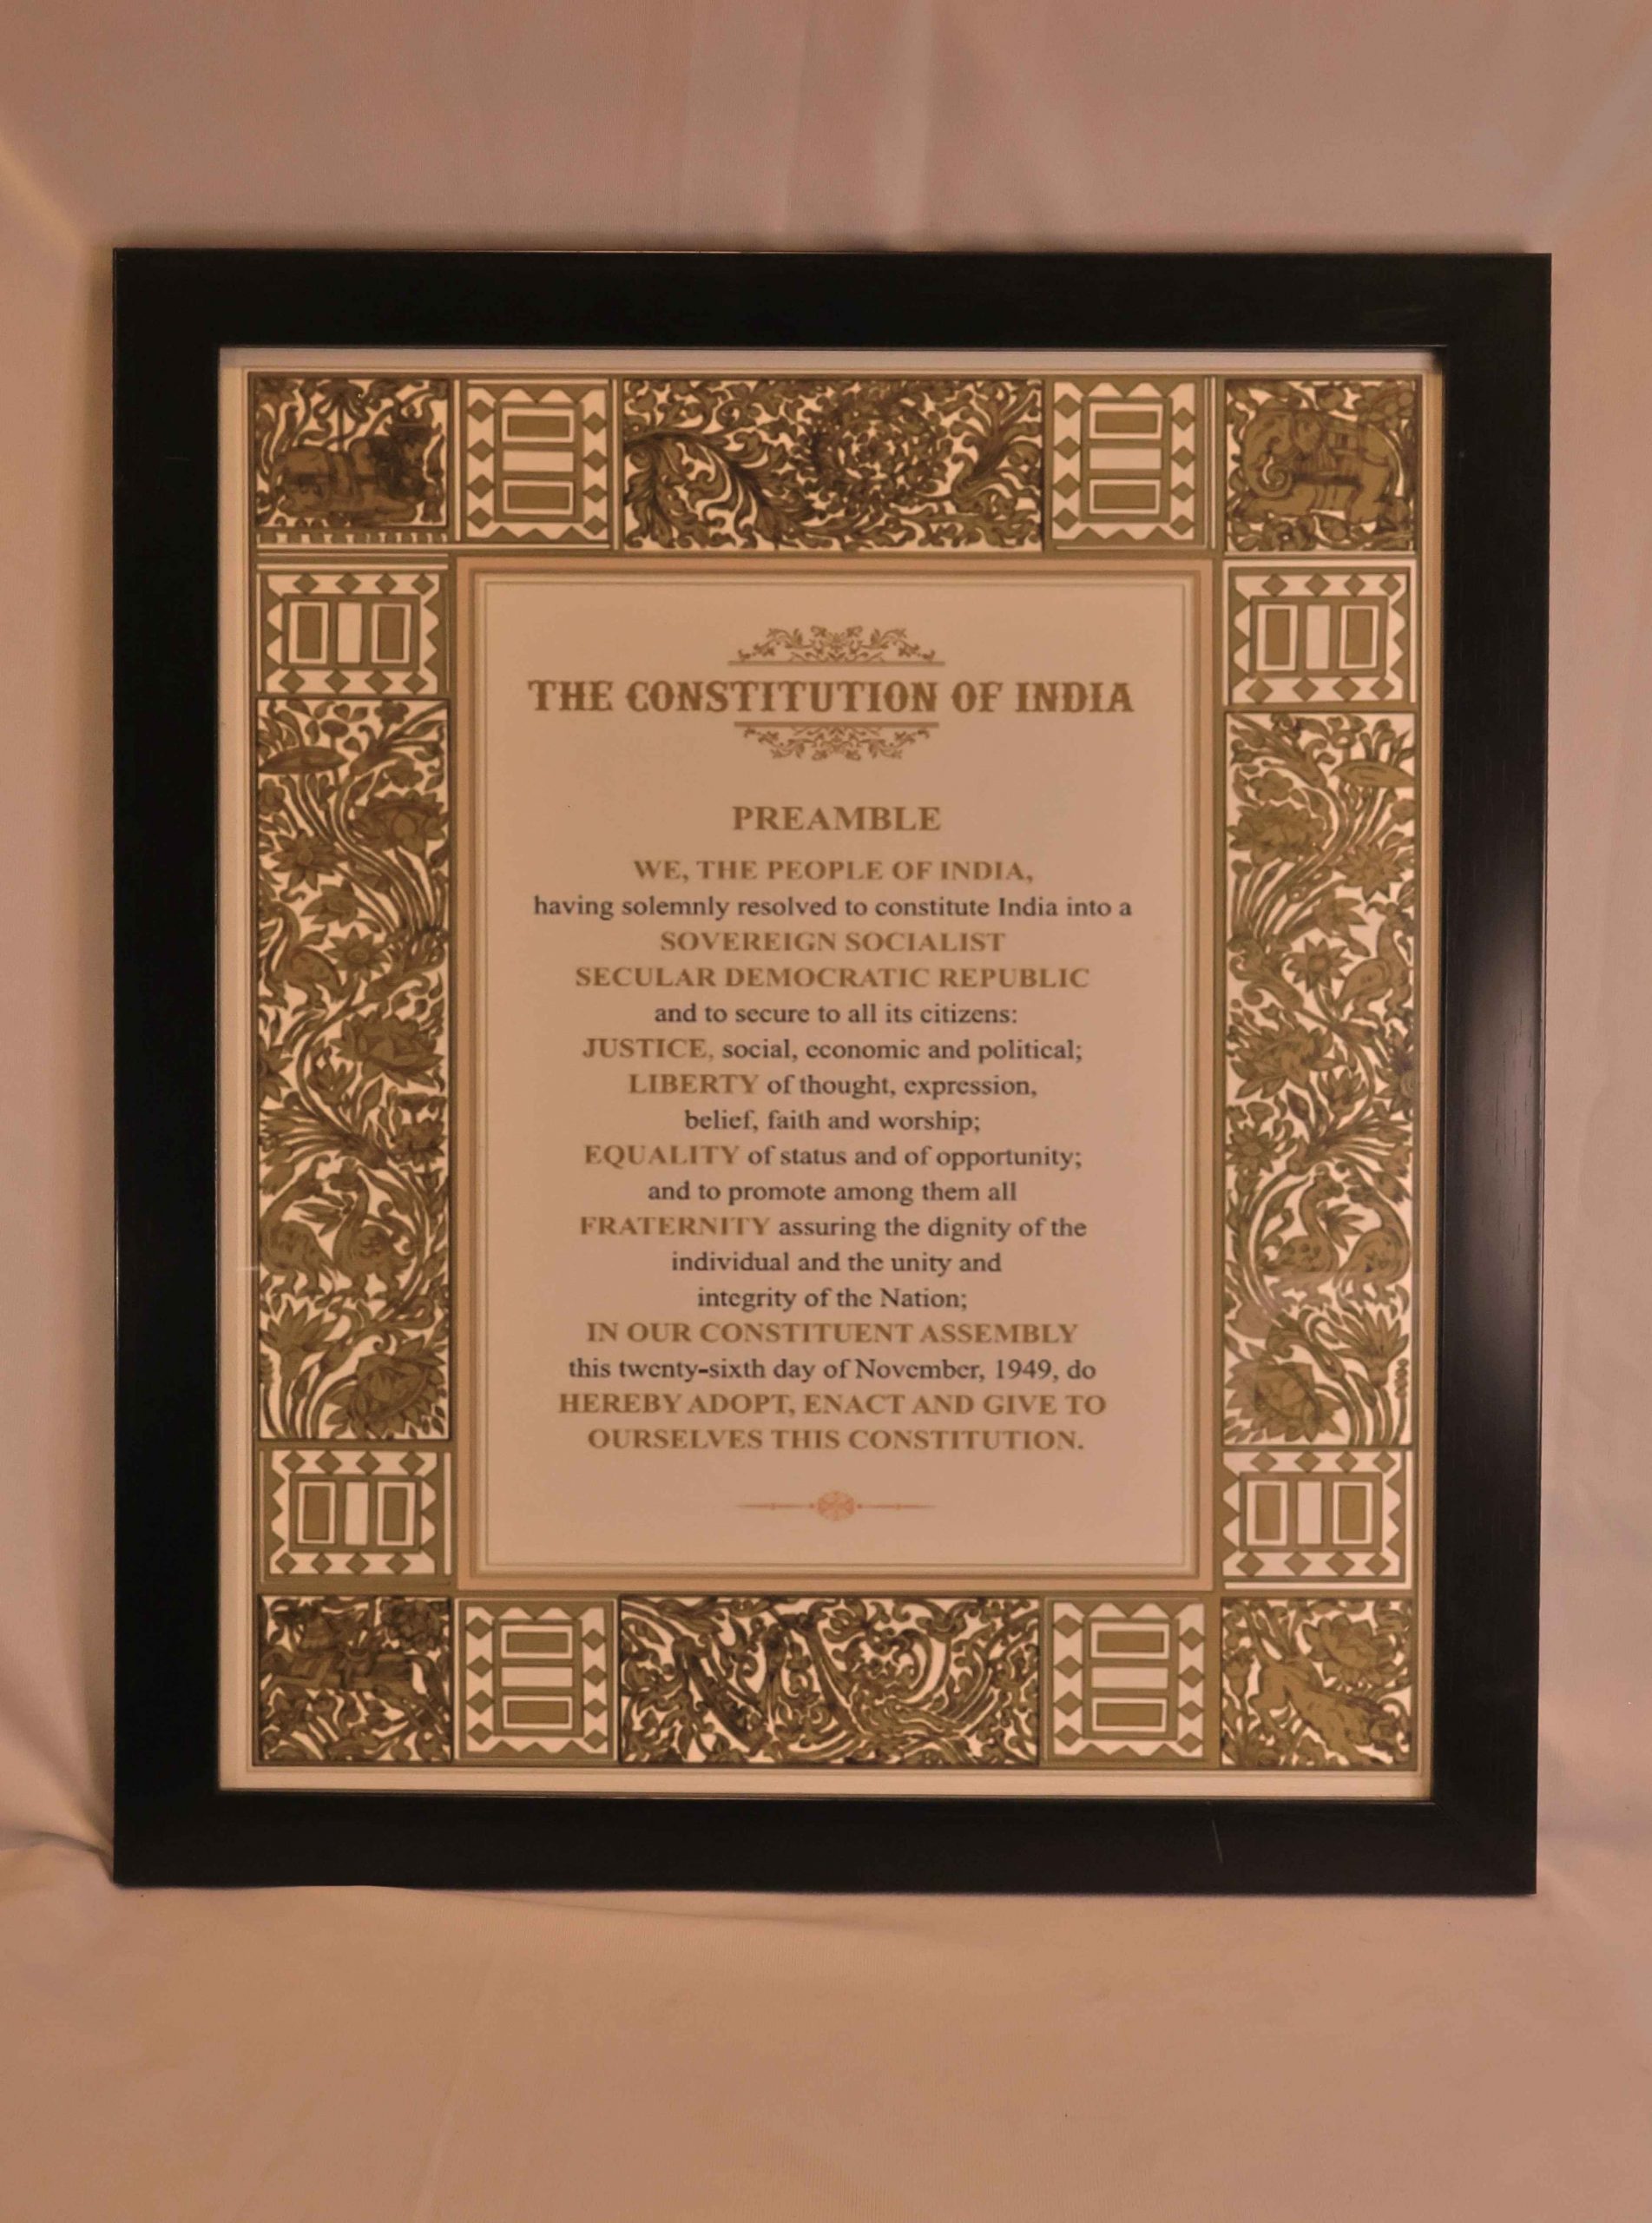 THE CONSTITUTION OF INDIA
PREAMBLE
WE, THE PEOPLE OF INDIA,
having solemnly resolved to constitute India into a
SOVEREIGN SOCIALIST
SECULAR DEMOCRATIC REPUBLIC
and to secure to all its citizens:
JUSTICE, social, economic and political;
LIBERTY of thought, expression,
belief, faith and worship;
EQUALITY of status and of opportunity;
and to promote among them all
FRATERNITY assuring the dignity of the
individual and the unity and
integrity of the Nation;
IN OUR CONSTITUENT ASSEMBLY
this twenty-sixth day of November, 1949, do
HEREBY ADOPT, ENACT AND GIVE TO
OURSELVES THIS CONSTITUTION.